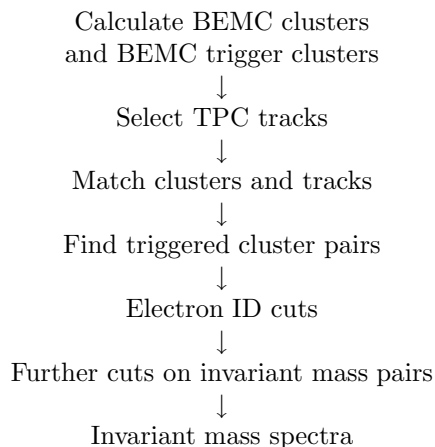 Calculate BEMC clusters
and BEMC trigger clusters
↓
Select TPC tracks
↓
Match clusters and tracks
↓
Find triggered cluster pairs
↓
Electron ID cuts
↓
Further cuts on invariant mass pairs
↓
Invariant mass spectra